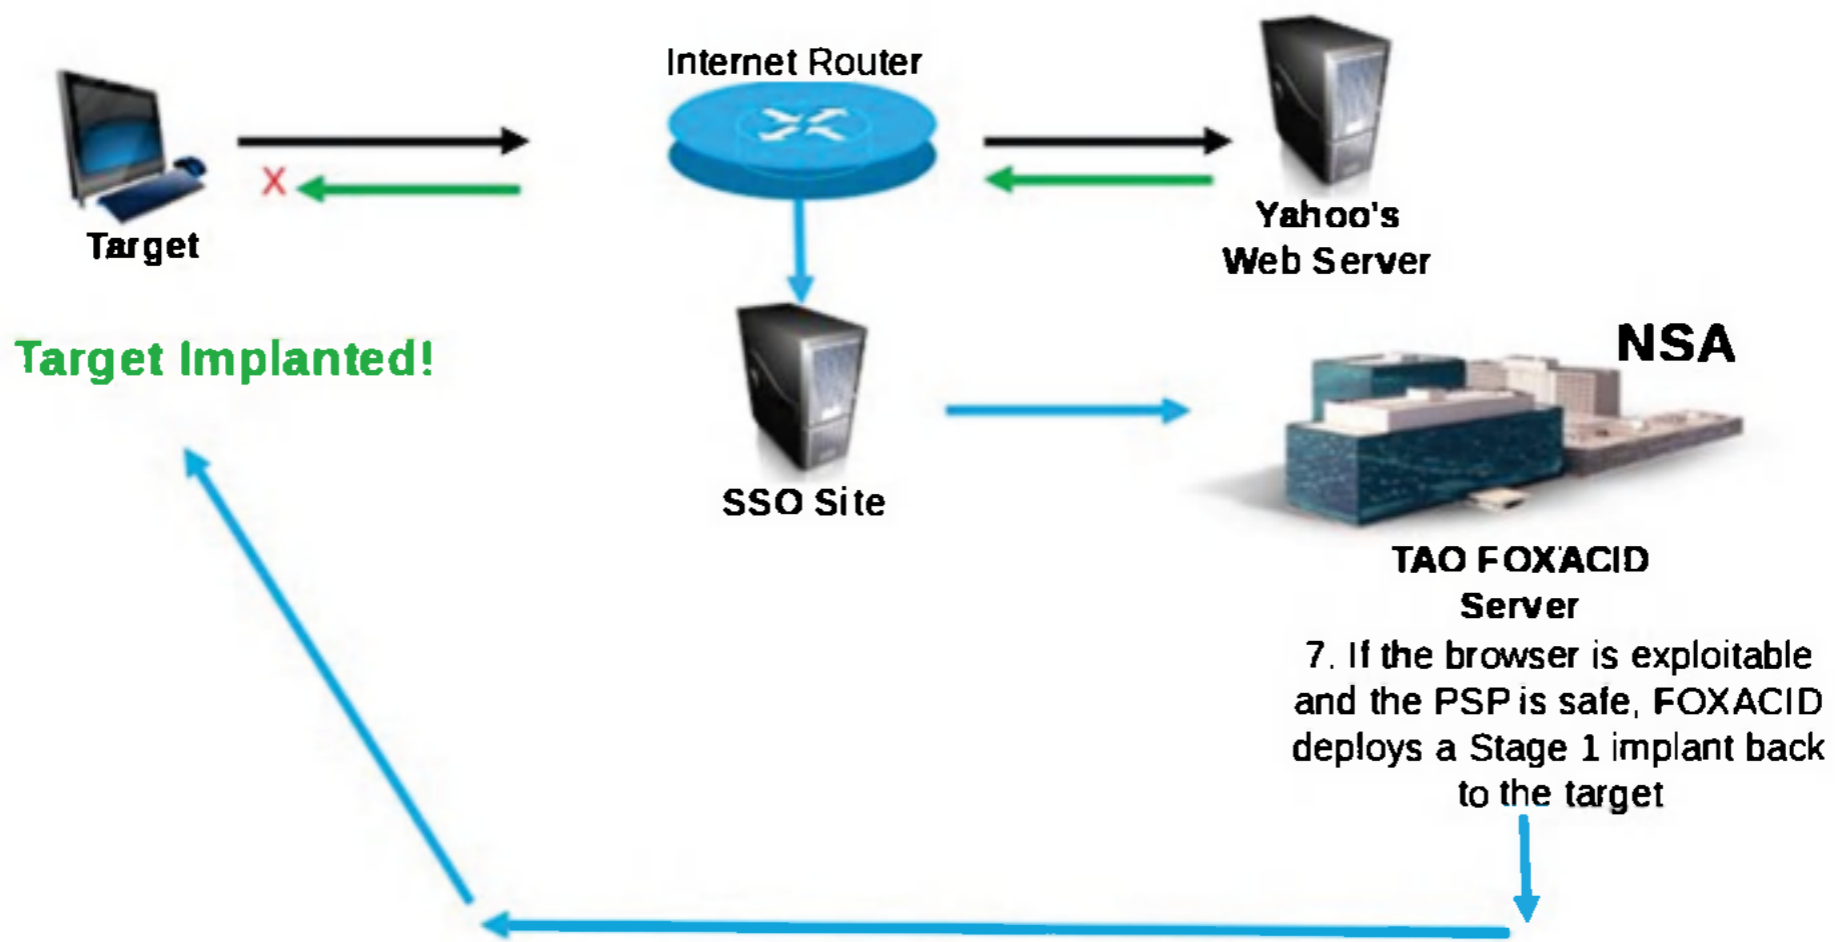 Internet Router
X
Target
Yahoo's
Web Server
Target Implanted!
NSA
SSO Site
TAO FOXACID
Server
7. If the browser is exploitable
and the PSP is safe, FOXACID
deploys a Stage 1 implant back
to the target